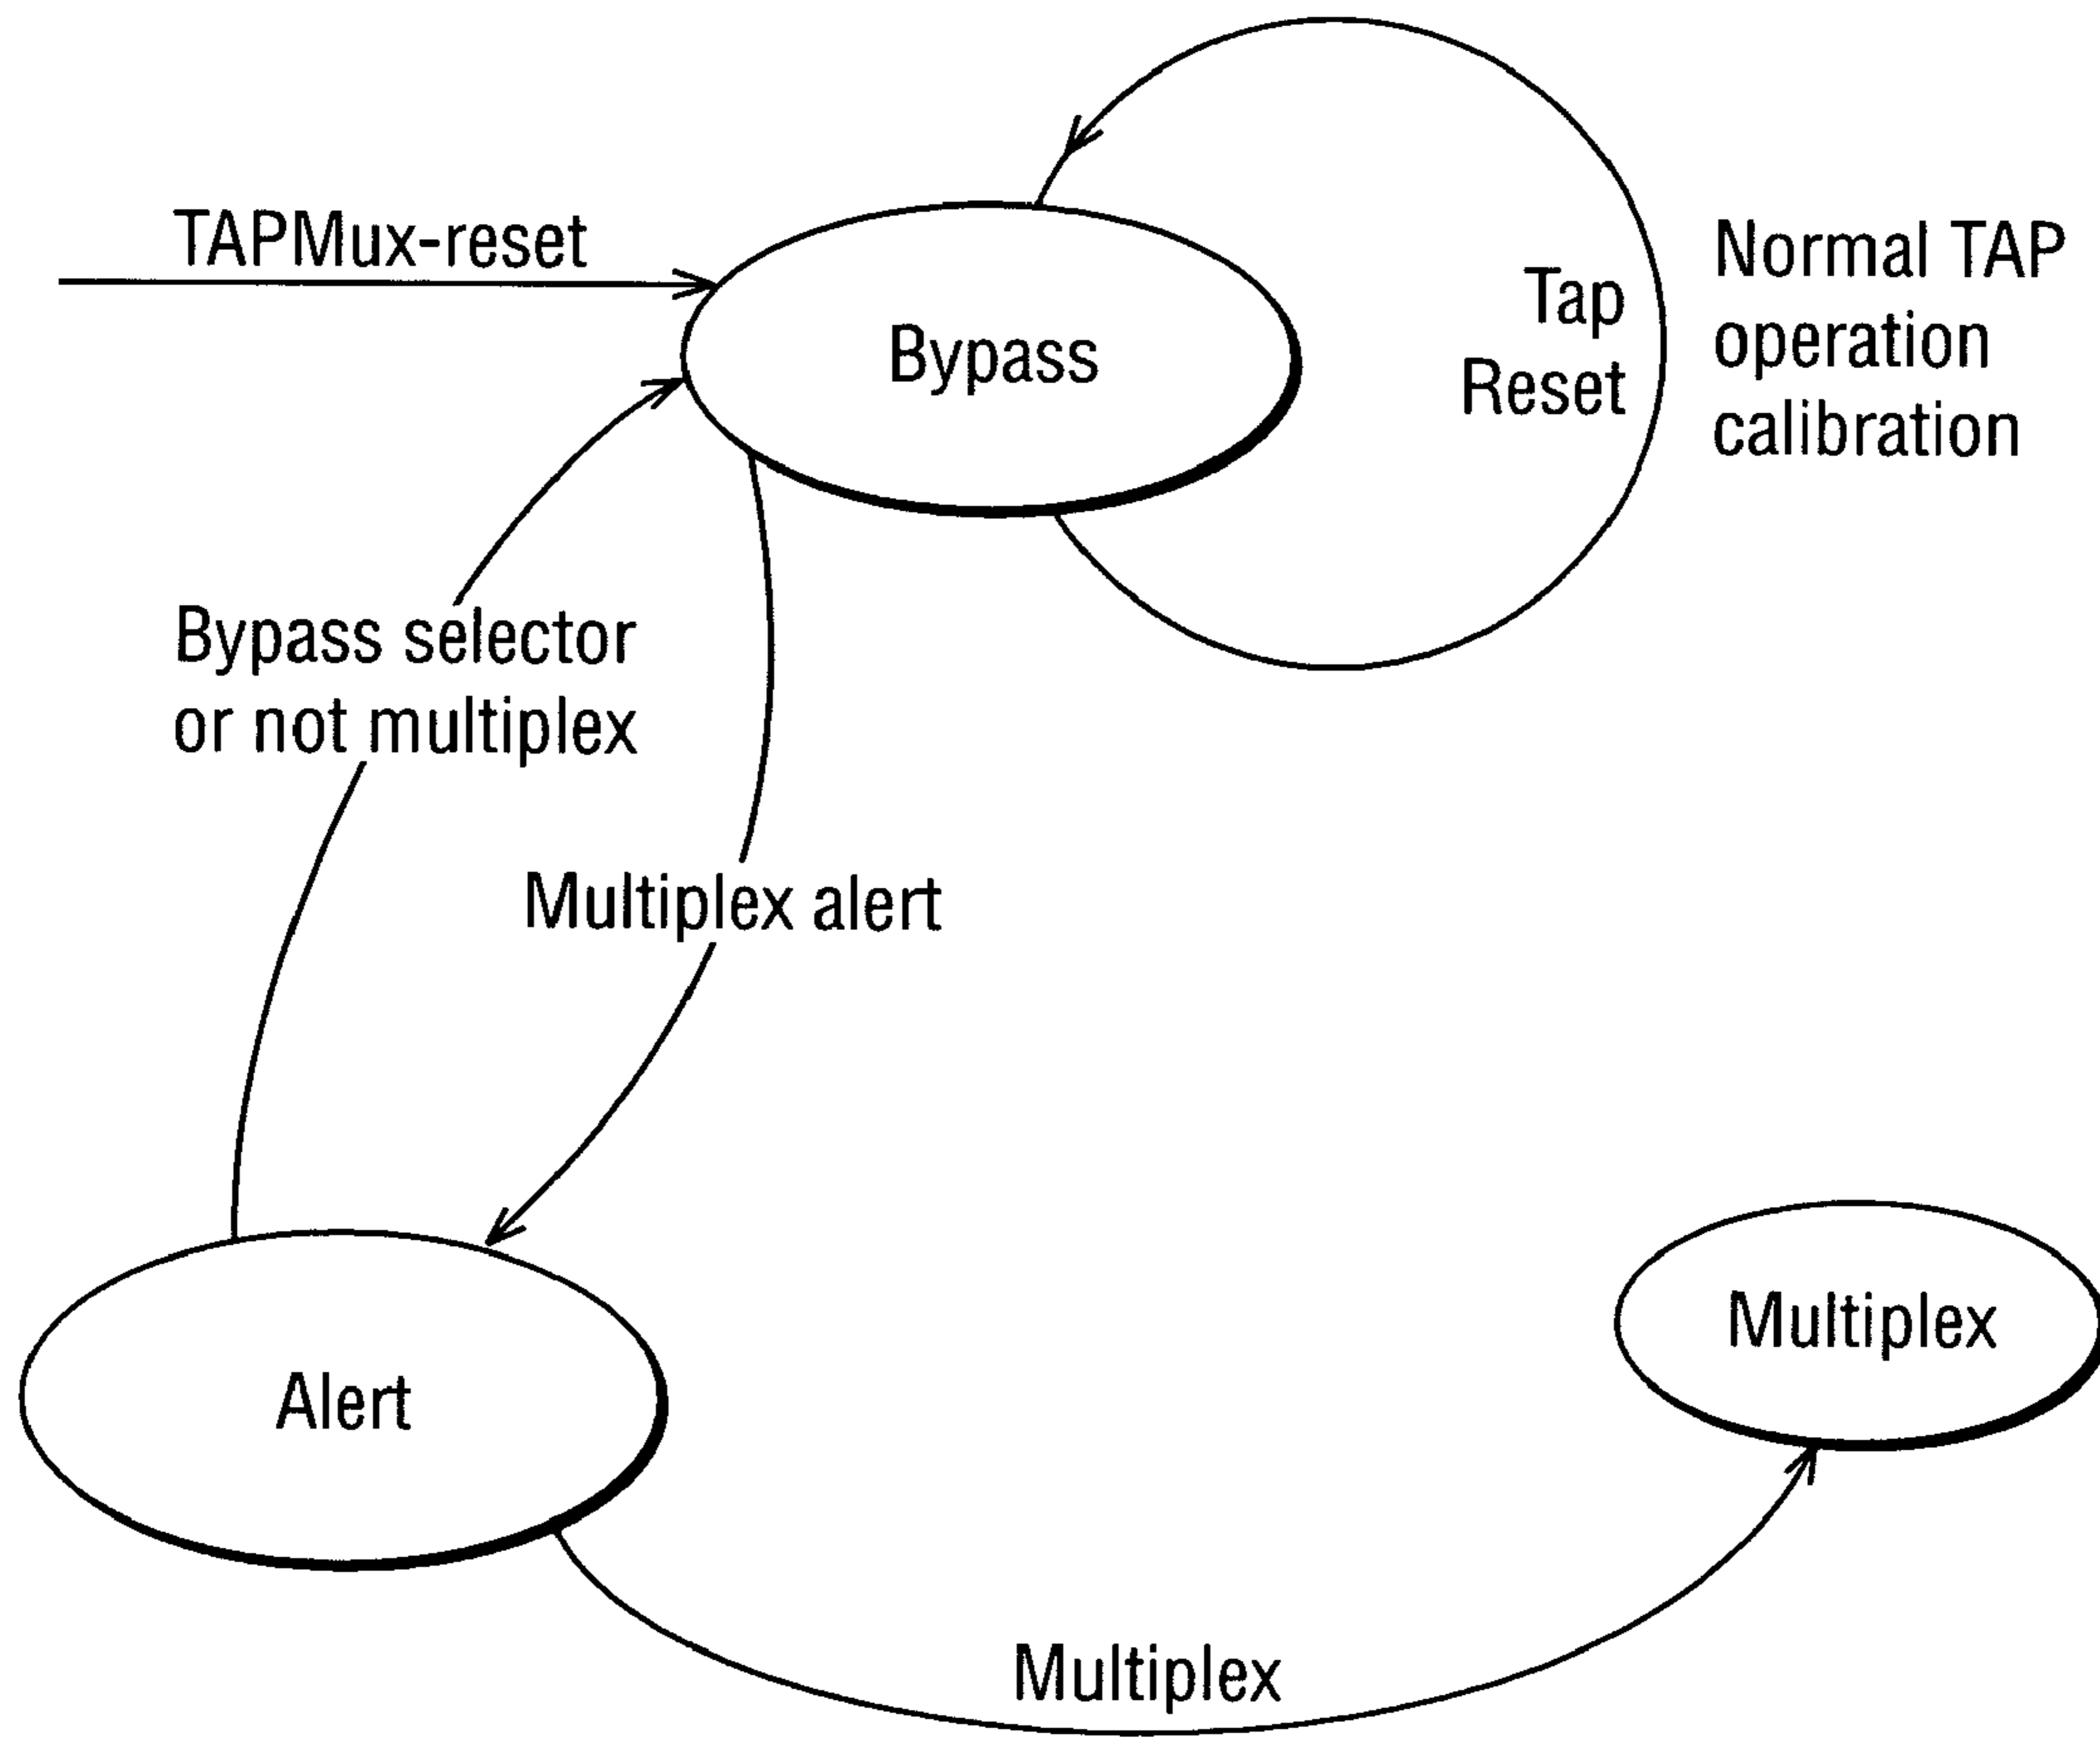 TAPMux-reset
Bypass
Tap
Reset
Normal TAP
operation
calibration
Bypass selector
or not multiplex
Multiplex alert
Alert
Multiplex
Multiplex